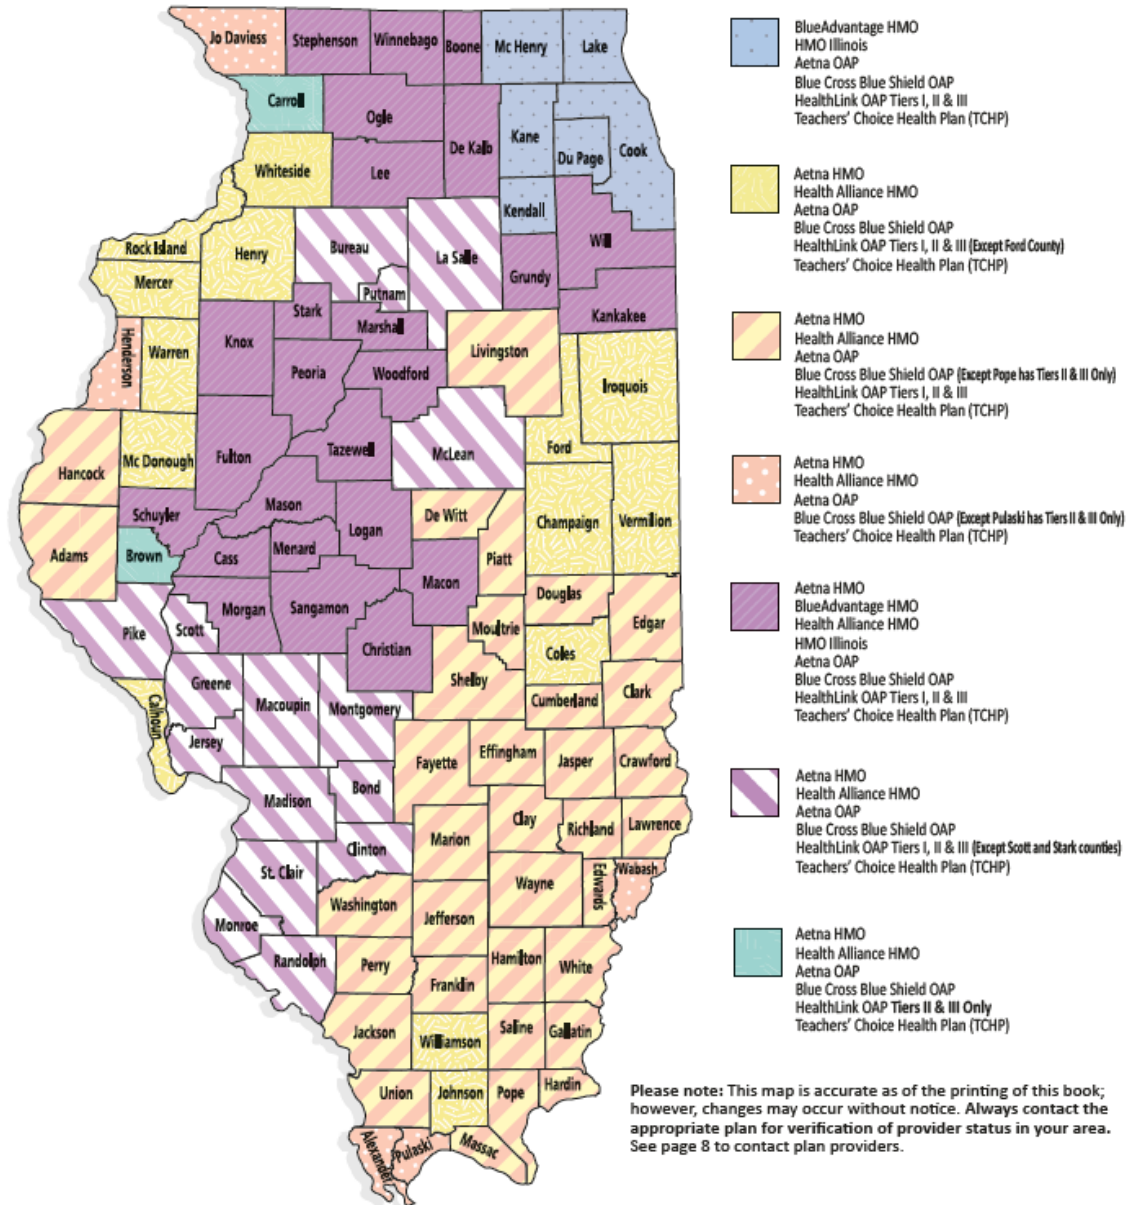 Jo Daviess
Stephenson
Winnebago
Boone
Mc Henry
Lake
Carroll
Ogle
De Kalb
Kane
Du Page
Cook
Whiteside
Lee
Kendall
Rock Island
Henry
Bureau
La Salle
Will
Grundy
Mercer
Putnam
Stark
Marshall
Kankakee
Henderson
Warren
Knox
Peoria
Woodford
Livingston
Iroquois
Hancock
Mc Donough
Fulton
Tazewell
McLean
Ford
Schuyler
Mason
Logan
De Witt
Champaign
Vermilion
Adams
Brown
Cass
Menard
Piatt
Macon
Pike
Scott
Morgan
Sangamon
Douglas
Edgar
Christian
Moultrie
Coles
Calhoun
Greene
Macoupin
Montgomery
Shelby
Cumberland
Clark
Jersey
Fayette
Effingham
Jasper
Crawford
Madison
Bond
Clay
Richland
Lawrence
Clinton
Marion
St. Clair
Wayne
Edwards
Wabash
Washington
Jefferson
Monroe
Randolph
Perry
Hamilton
White
Franklin
Jackson
Williamson
Saline
Gallatin
Union
Johnson
Pope
Hardin
Alexander
Pulaski
Massac
BlueAdvantage HMO
HMO Illinois
Aetna OAP
Blue Cross Blue Shield OAP
HealthLink OAP Tiers I, II & III
Teachers' Choice Health Plan (TCHP)
Aetna HMO
Health Alliance HMO
Aetna OAP
Blue Cross Blue Shield OAP
HealthLink OAP Tiers I, II & III (Except Ford County)
Teachers' Choice Health Plan (TCHP)
Aetna HMO
Health Alliance HMO
Aetna OAP
Blue Cross Blue Shield OAP (Except Pope has Tiers II & III Only)
HealthLink OAP Tiers I, II & III
Teachers' Choice Health Plan (TCHP)
Aetna HMO
Health Alliance HMO
Aetna OAP
Blue Cross Blue Shield OAP (Except Pulaski has Tiers II & III Only)
Teachers' Choice Health Plan (TCHP)
Aetna HMO
BlueAdvantage HMO
Health Alliance HMO
HMO Illinois
Aetna OAP
Blue Cross Blue Shield OAP
HealthLink OAP Tiers I, II & III
Teachers' Choice Health Plan (TCHP)
Aetna HMO
Health Alliance HMO
Aetna OAP
Blue Cross Blue Shield OAP
HealthLink OAP Tiers I, II & III (Except Scott and Stark counties)
Teachers' Choice Health Plan (TCHP)
Aetna HMO
Health Alliance HMO
Aetna OAP
Blue Cross Blue Shield OAP
HealthLink OAP Tiers II & III Only
Teachers' Choice Health Plan (TCHP)
Please note: This map is accurate as of the printing of this book;
however, changes may occur without notice. Always contact the
appropriate plan for verification of provider status in your area.
See page 8 to contact plan providers.